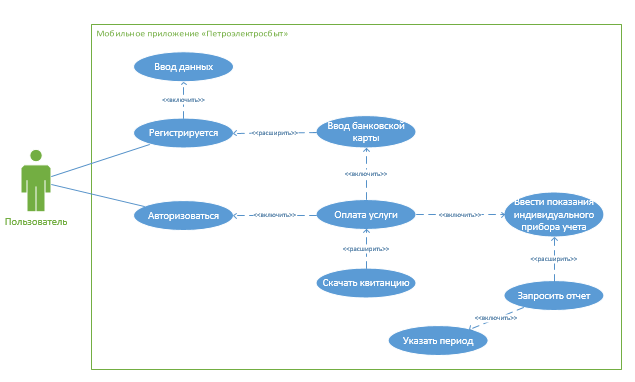 Мобильное приложение «Петроэлектросбыт»
Ввод данных
<<включить>>
Регистрируется
<<расширить>>
Ввод банковской
карты
<<включить>>
Пользователь
Авторизоваться
<<включить>>
Оплата услуги
<<включить>>
Ввести показания
индивидуального
прибора учета
<<расширить>>
<<расширить>>
Скачать квитанцию
Запросить отчет
<<включить>>
Указать период